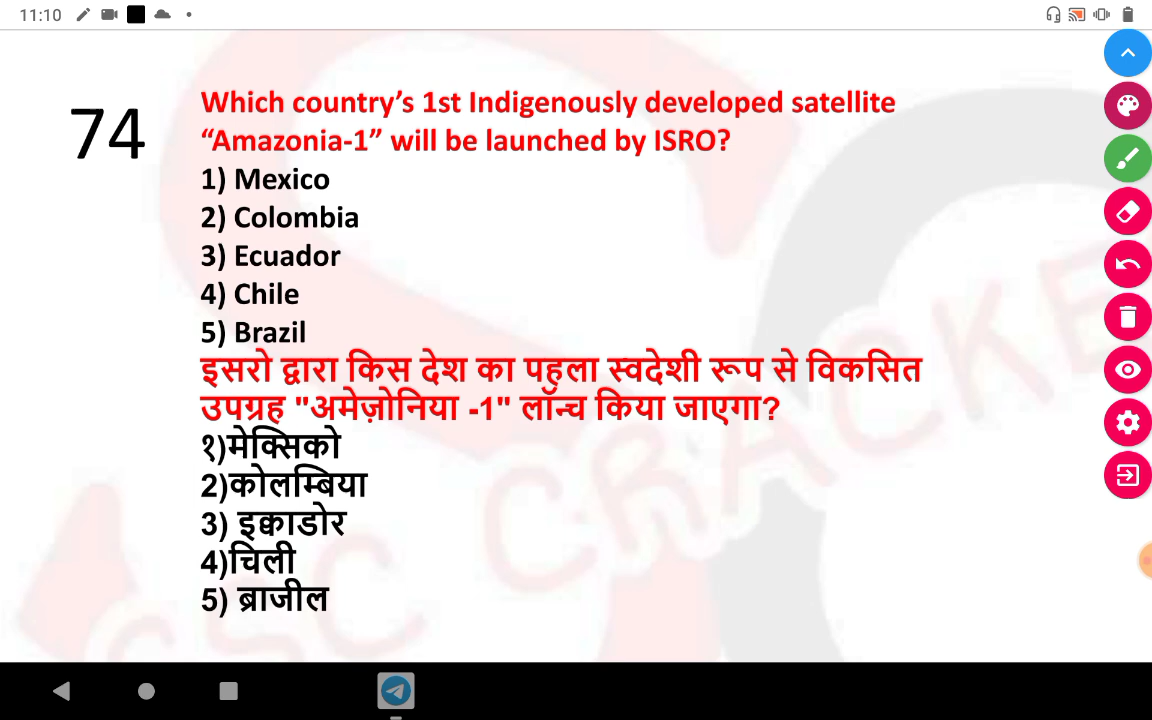 11:10
74
Which country’s 1st Indigenously developed satellite
“Amazonia-1” will be launched by ISRO?
1) Mexico
2) Colombia
3) Ecuador
4) Chile
5) Brazil
इसरो द्वारा किस देश का पहला स्वदेशी रूप से विकसित
उपग्रह "अमेज़ोनिया -1" लॉन्च किया जाएगा?
१)मेक्सिको
2)कोलम्बिया
3) इक्वाडोर
4)चिली
5) ब्राजील
SC CRACKE